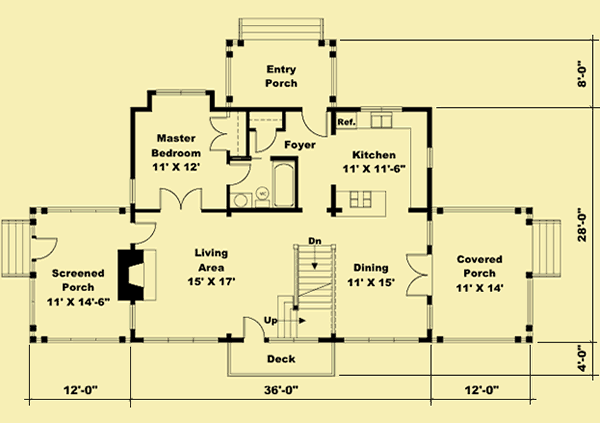 Entry
Porch
8'-0"
Ref.
Master
Bedroom
11' X 12'
Foyer
Kitchen
11' X 11'-6"
WC
28'-0"
Screened
Porch
11' X 14'-6"
Living
Area
15' X 17'
Dn
Up
Dining
11' X 15'
Covered
Porch
11' X 14'
Deck
4'-0"
12'-0"
36'-0"
12'-0"